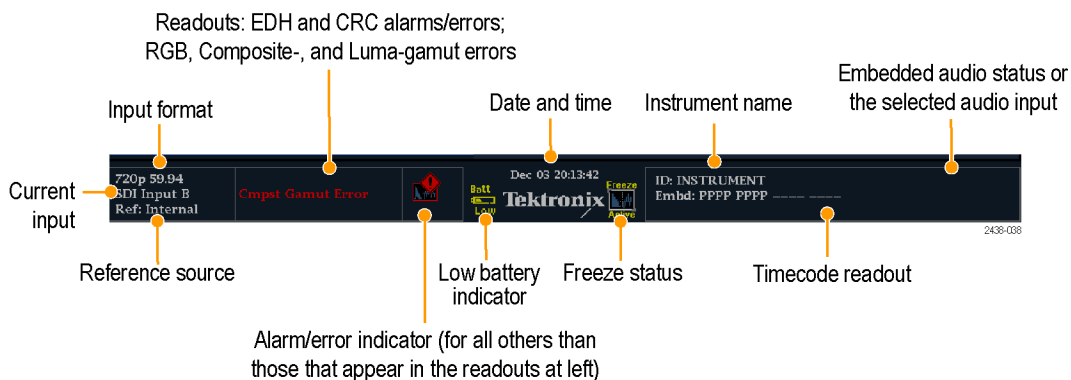 Readouts: EDH and CRC alarms/errors;
RGB, Composite-, and Luma-gamut errors
Input format
Date and time
Instrument name
Embedded audio status or
the selected audio input
Current
input
720p 59.94
SDI Input B
Ref: Internal
Cmpst Gamut Error
Batt
Low
Dec 03 20:13:42
Tektronix
Freeze
Active
ID: INSTRUMENT
Embd: PPPP PPPP ---- ----
2438-038
Reference source
Low battery
indicator
Freeze status
Timecode readout
Alarm/error indicator (for all others than
those that appear in the readouts at left)